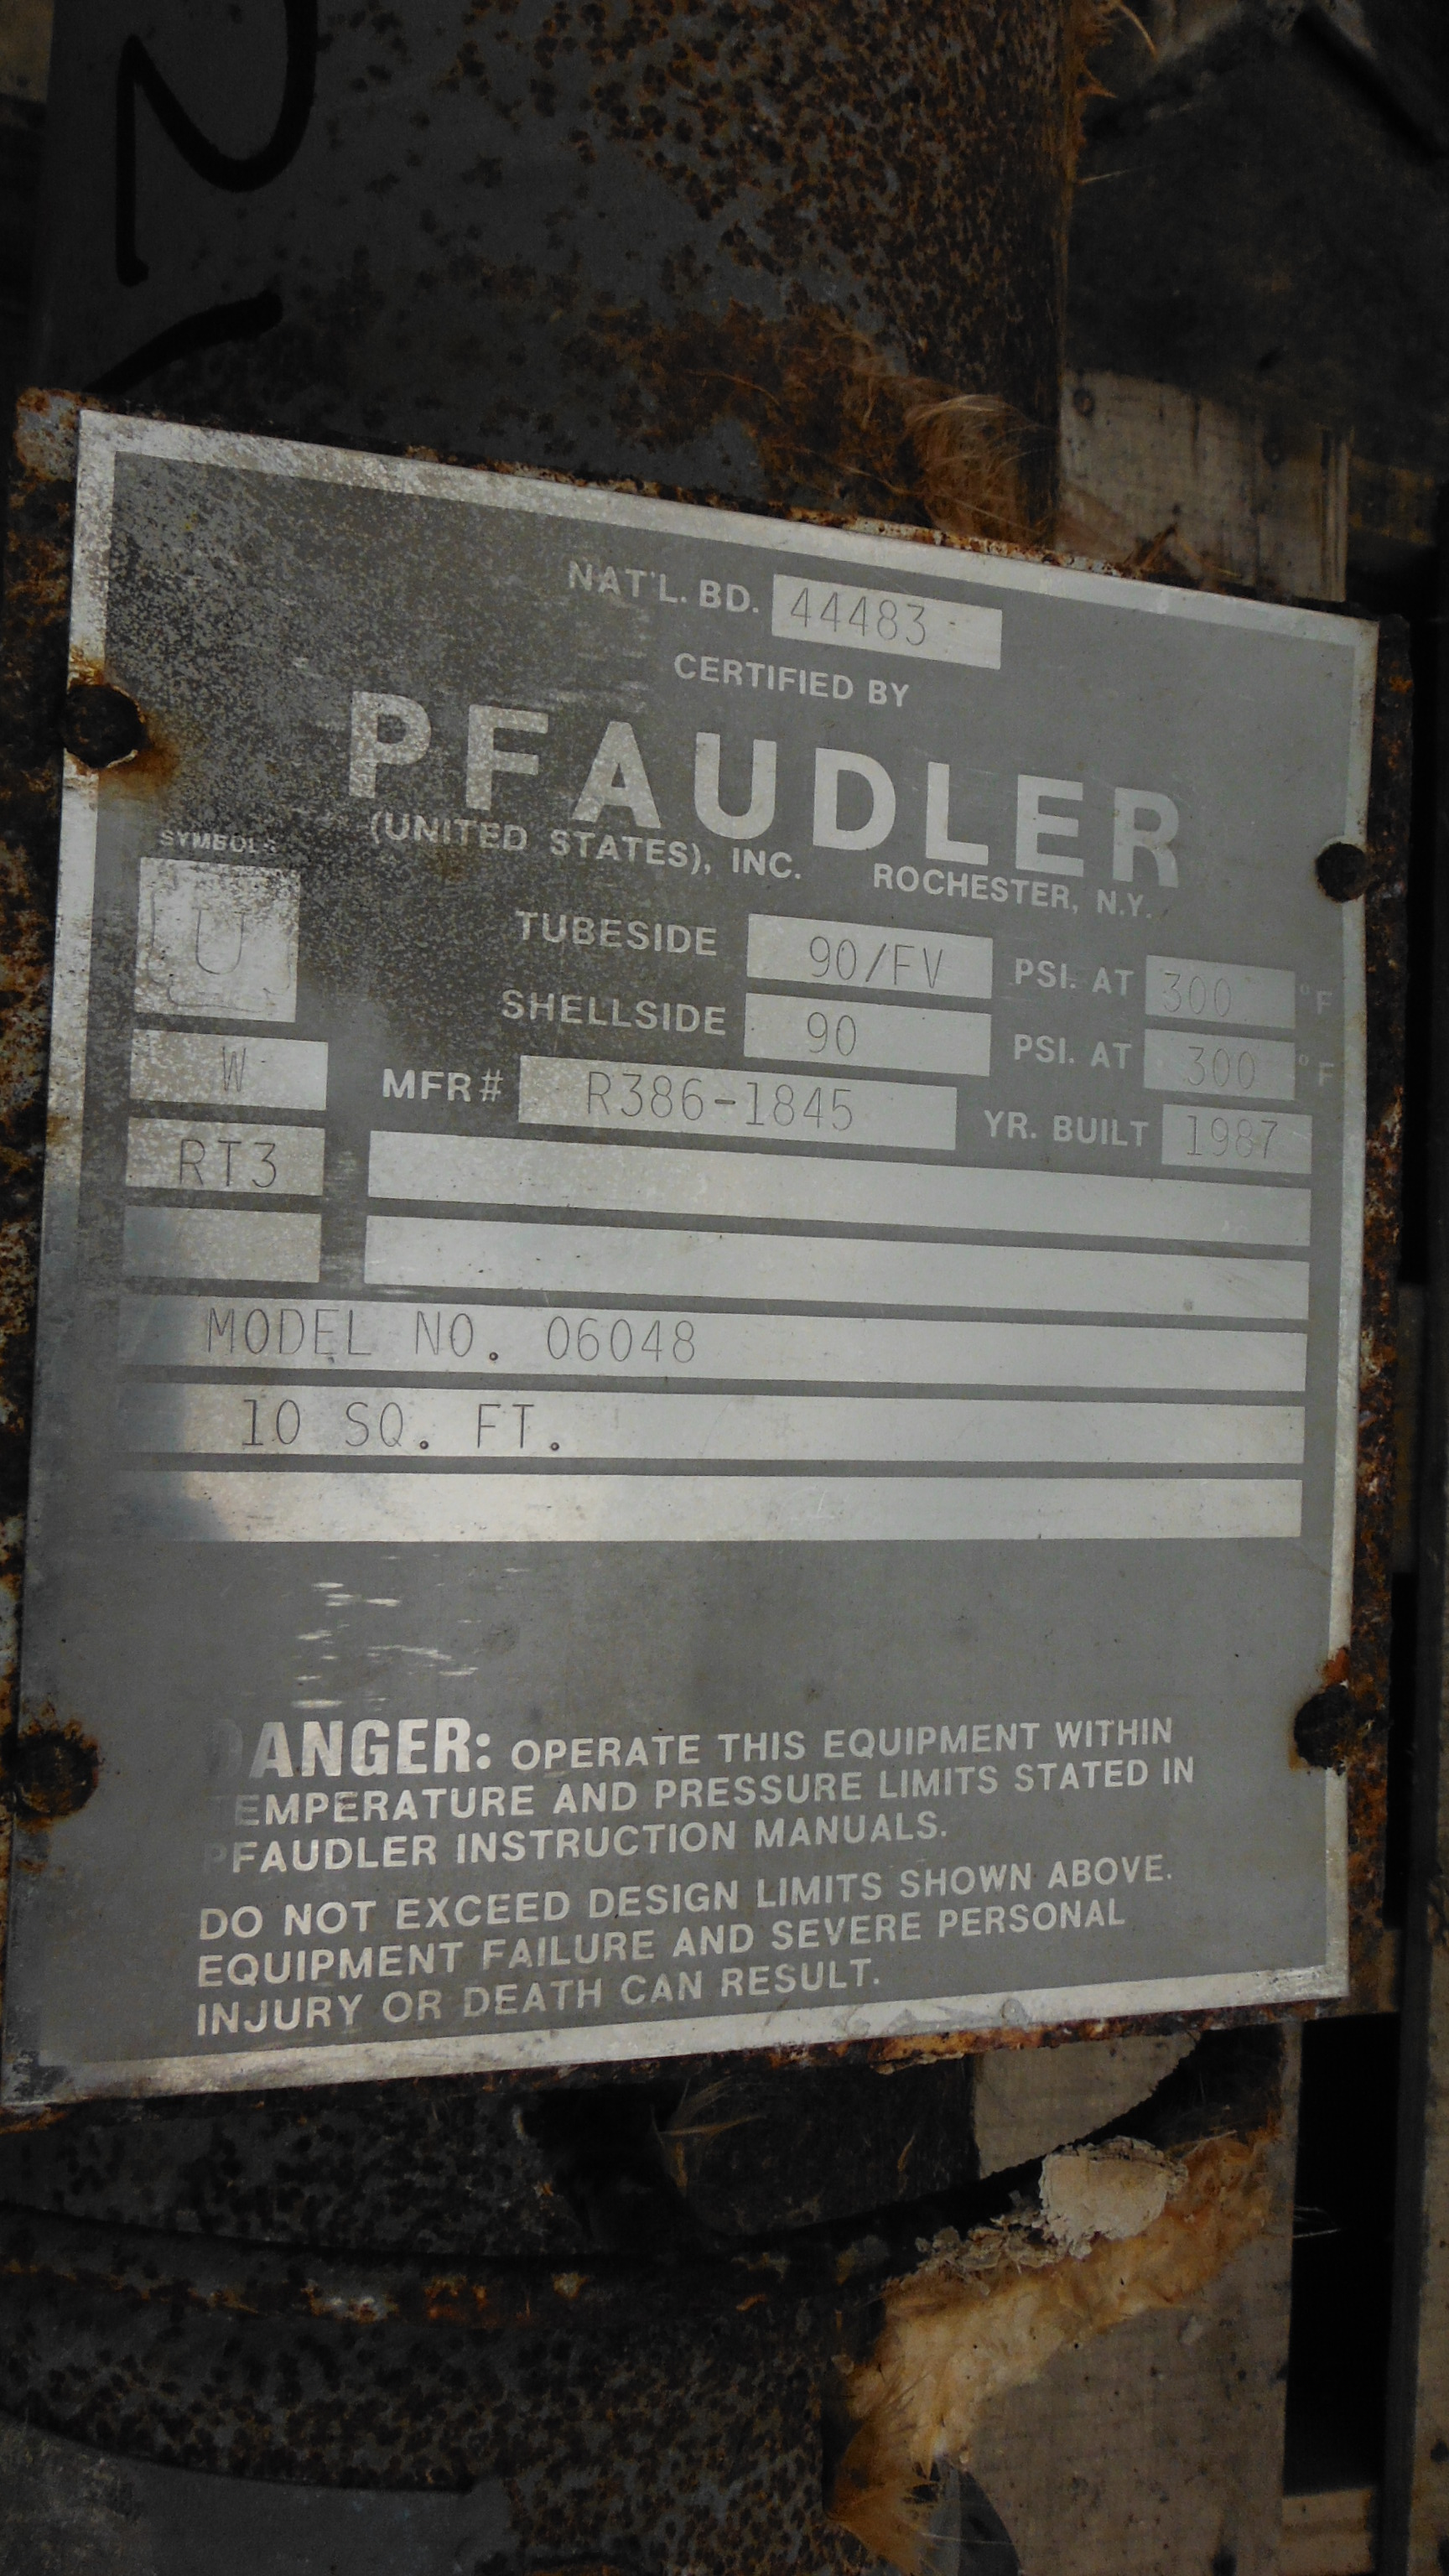 2
NAT'L. BD. 44483
CERTIFIED BY
PFAUDLER
(UNITED STATES), INC. ROCHESTER, N.Y.
SYMBOLS
U
TUBESIDE 90/FV PSI. AT 300 °F
SHELLSIDE 90 PSI. AT 300 °F
W
MFR# R386-1845 YR. BUILT 1987
RT3
MODEL NO. 06048
10 SQ. FT.
DANGER: OPERATE THIS EQUIPMENT WITHIN
TEMPERATURE AND PRESSURE LIMITS STATED IN
PFAUDLER INSTRUCTION MANUALS.
DO NOT EXCEED DESIGN LIMITS SHOWN ABOVE.
EQUIPMENT FAILURE AND SEVERE PERSONAL
INJURY OR DEATH CAN RESULT.